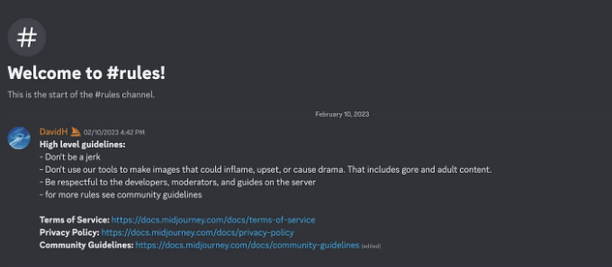 #
Welcome to #rules!
This is the start of the #rules channel.
February 10, 2023
DavidH 02/10/2023 4:42 PM
High level guidelines:
- Don't be a jerk
- Don't use our tools to make images that could inflame, upset, or cause drama. That includes gore and adult content.
- Be respectful to the developers, moderators, and guides on the server
- for more rules see community guidelines
Terms of Service: https://docs.midjourney.com/docs/terms-of-service
Privacy Policy: https://docs.midjourney.com/docs/privacy-policy
Community Guidelines: https://docs.midjourney.com/docs/community-guidelines (edited)